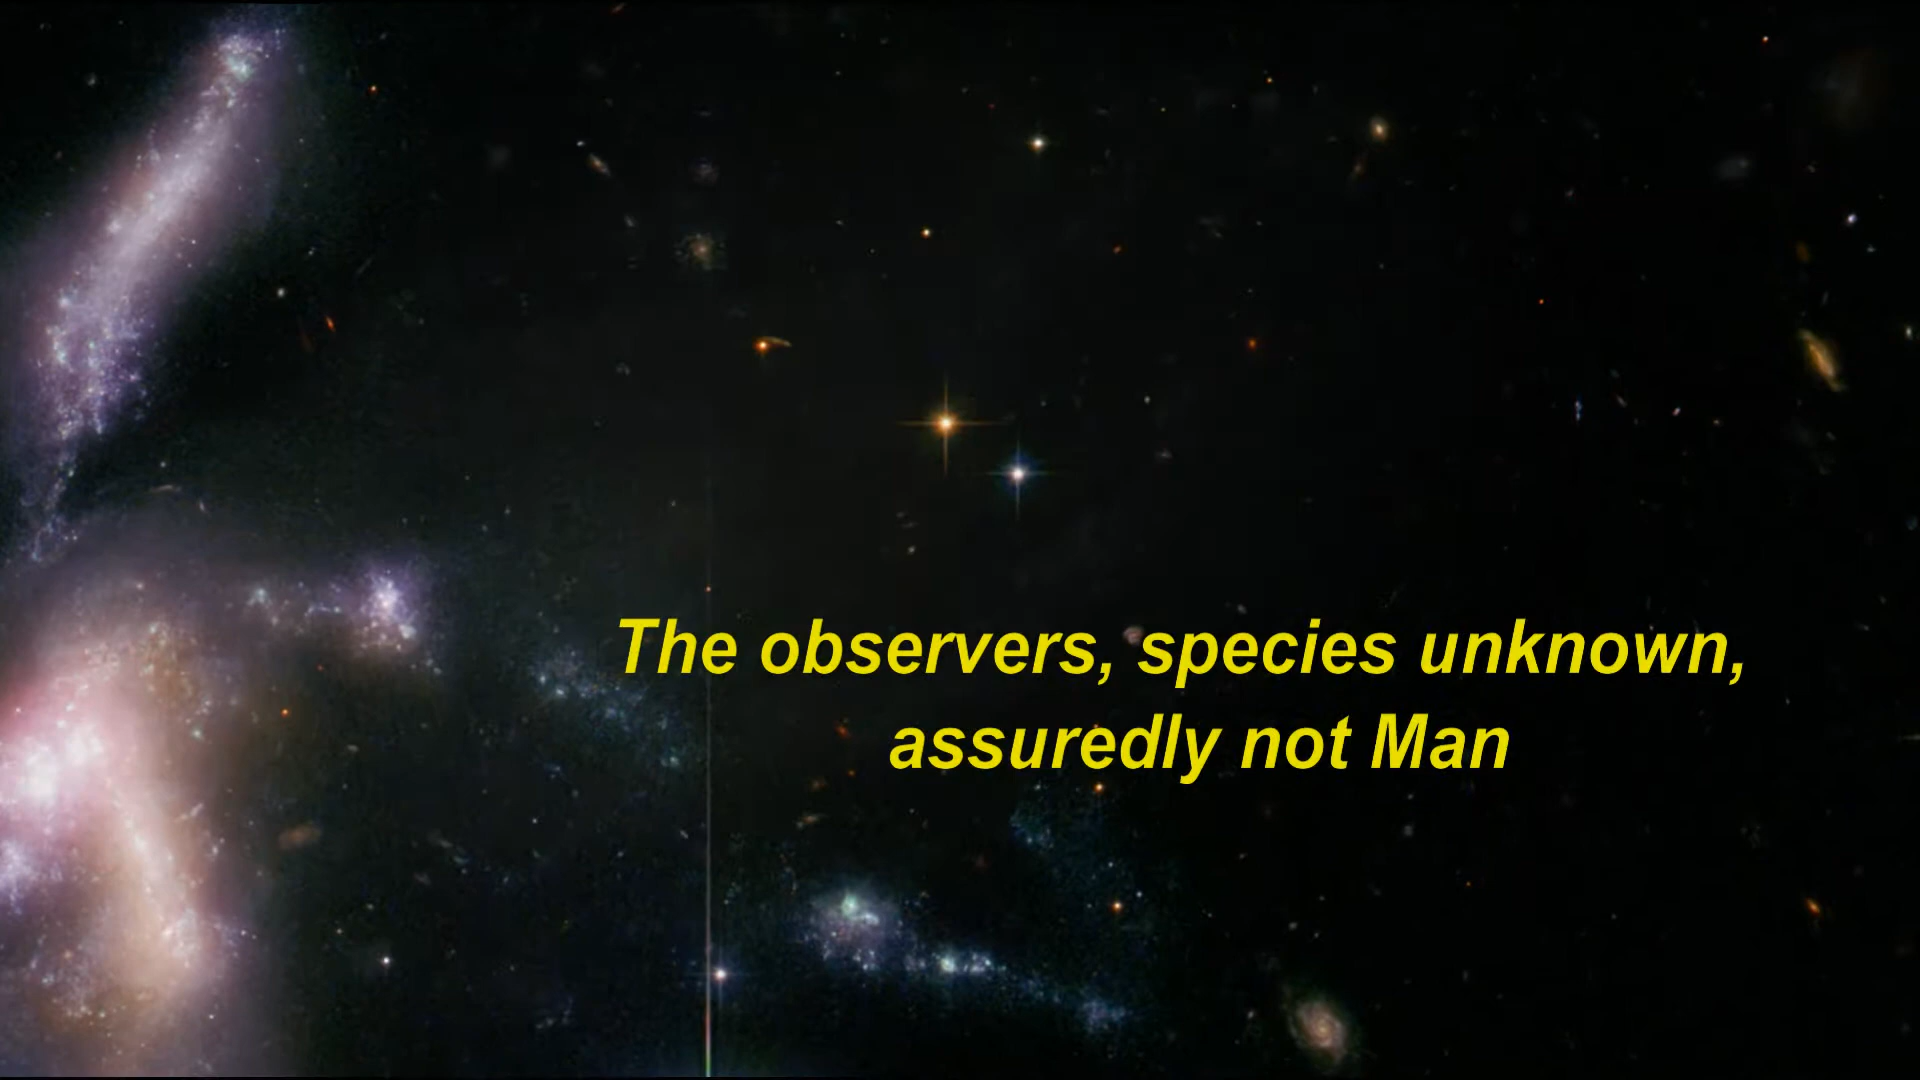 The observers, species unknown,
assuredly not Man